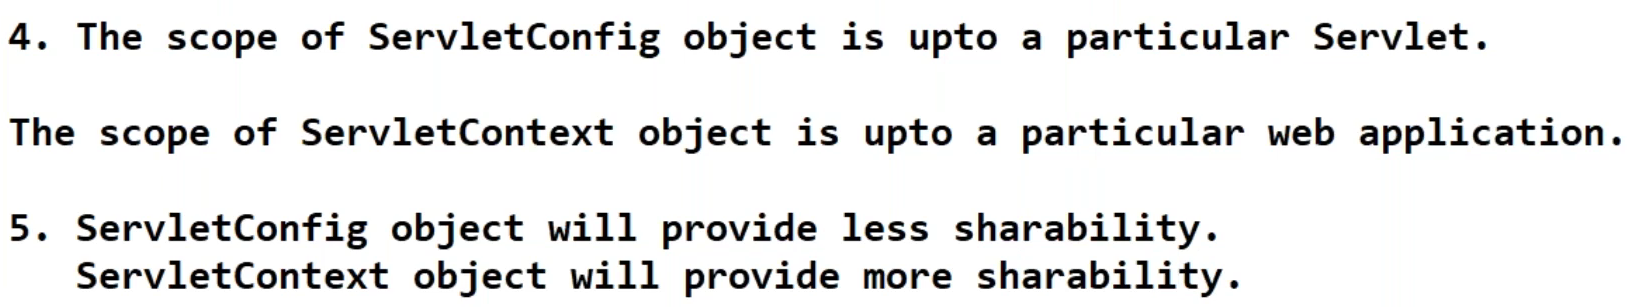 4. The scope of ServletConfig object is upto a particular Servlet.
The scope of ServletContext object is upto a particular web application.
5. ServletConfig object will provide less sharability.
ServletContext object will provide more sharability.